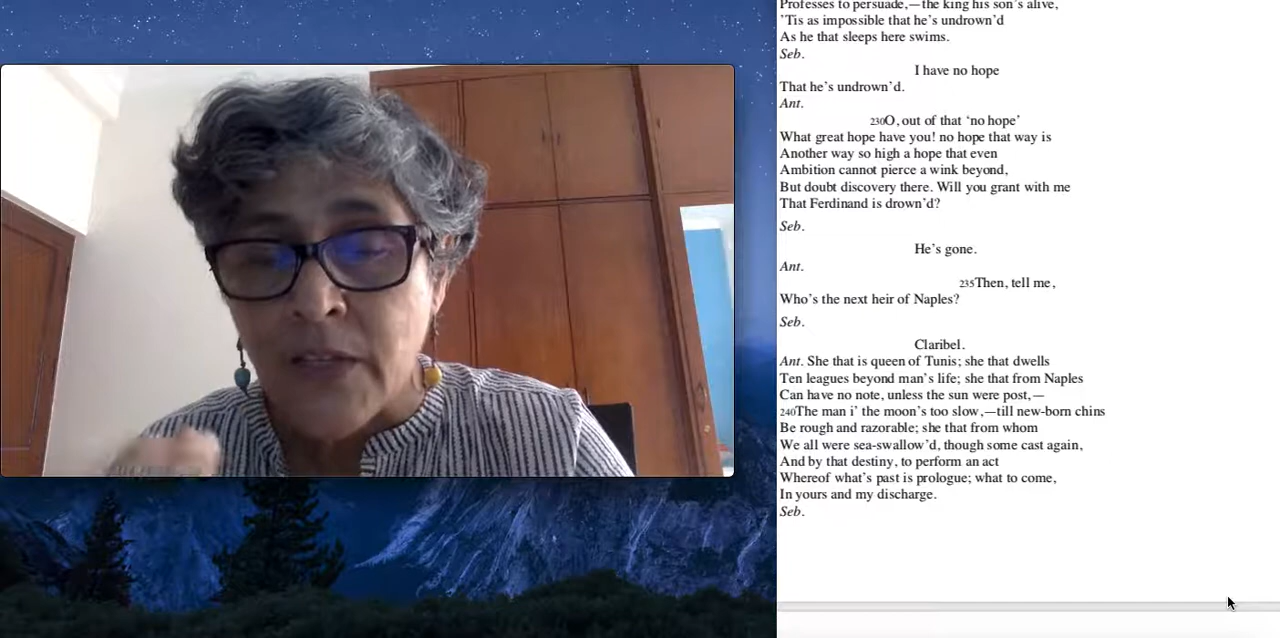 Professes to persuade,—the king his son’s alive,
’Tis as impossible that he’s undrown’d
As he that sleeps here swims.
Seb.
I have no hope
That he’s undrown’d.
Ant.
230O, out of that ‘no hope’
What great hope have you! no hope that way is
Another way so high a hope that even
Ambition cannot pierce a wink beyond,
But doubt discovery there. Will you grant with me
That Ferdinand is drown’d?
Seb.
He’s gone.
Ant.
235Then, tell me,
Who’s the next heir of Naples?
Seb.
Claribel.
Ant. She that is queen of Tunis; she that dwells
Ten leagues beyond man’s life; she that from Naples
Can have no note, unless the sun were post,—
240The man i’ the moon’s too slow,—till new-born chins
Be rough and razorable; she that from whom
We all were sea-swallow’d, though some cast again,
And by that destiny, to perform an act
Whereof what’s past is prologue; what to come,
In yours and my discharge.
Seb.